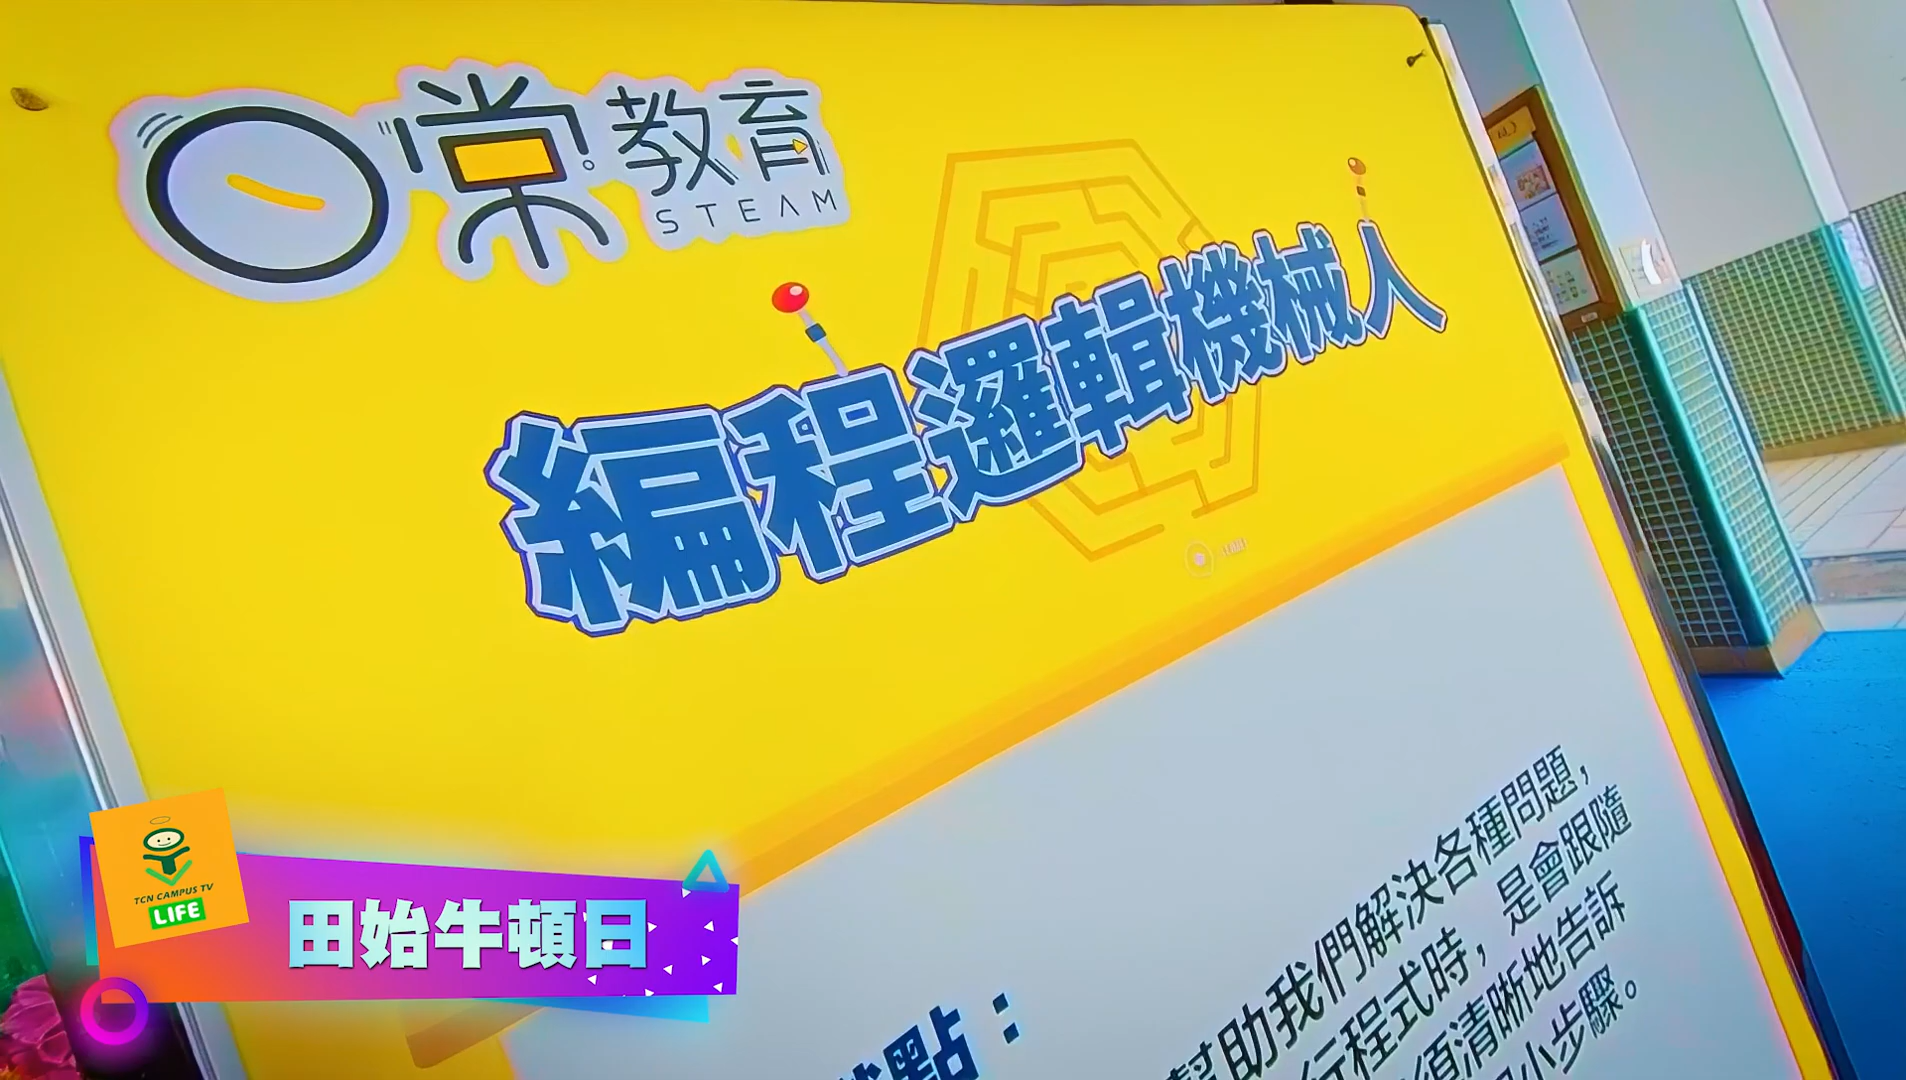 日常教育
STEAM
編程邏輯機械人
幫助我們解決各種問題，
行程式時，是會跟隨
須清晰地告訴
小步驟。
點：
TCN CAMPUS TV
LIFE
田始牛頓日